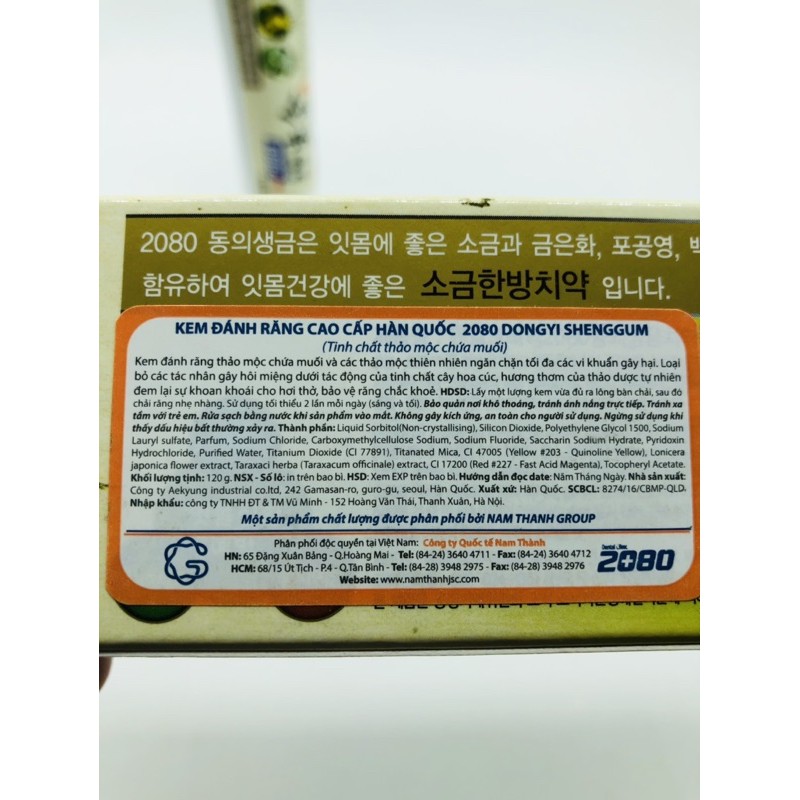 2080 동의생금은 잇몸에 좋은 소금과 금은화, 포공영,
함유하여 잇몸건강에 좋은 소금한방치약 입니다.
KEM ĐÁNH RĂNG CAO CẤP HÀN QUỐC 2080 DONGYI SHENGGUM
(Tinh chất thảo mộc chứa muối)
Kem đánh răng thảo mộc chứa muối và các thảo mộc thiên nhiên ngăn chặn tối đa các vi khuẩn gây hại. Loại
bỏ các tác nhân gây hôi miệng dưới tác động của tinh chất cây hoa cúc, hương thơm của thảo dược tự nhiên
đem lại sự khoan khoái cho hơi thở, bảo vệ răng chắc khoẻ. HDSD: Lấy một lượng kem vừa đủ ra lông bàn chải, sau đó
chải răng nhẹ nhàng. Sử dụng tối thiểu 2 lần mỗi ngày (sáng và tối). Bảo quản nơi khô thoáng, tránh ánh nắng trực tiếp. Tránh xa
tầm với trẻ em. Rửa sạch bằng nước khi sản phẩm vào mắt. Không gây kích ứng, an toàn cho người sử dụng. Ngừng sử dụng khi
thấy dấu hiệu bất thường xảy ra. Thành phần: Liquid Sorbitol(Non-crystallising), Silicon Dioxide, Polyethylene Glycol 1500, Sodium
Lauryl sulfate, Parfum, Sodium Chloride, Carboxymethylcellulose Sodium, Sodium Fluoride, Saccharin Sodium Hydrate, Pyridoxin
Hydrochloride, Purified Water, Titanium Dioxide (CI 77891), Titanated Mica, CI 47005 (Yellow #203 - Quinoline Yellow), Lonicera
japonica flower extract, Taraxaci herba (Taraxacum officinale) extract, CI 17200 (Red #227 - Fast Acid Magenta), Tocopheryl Acetate.
Khối lượng tịnh: 120 g. NSX - Số lô: in trên bao bì. HSD: Xem EXP trên bao bì. Hướng dẫn đọc date: Năm Tháng Ngày. Nhà sản xuất:
Công ty Aekyung industrial co.ltd, 242 Gamasan-ro, guro-gu, seoul, Hàn Quốc. Xuất xứ: Hàn Quốc. SCBCL: 8274/16/CBMP-QLD.
Nhập khẩu: công ty TNHH ĐT & TM Vũ Minh - 152 Hoàng Văn Thái, Thanh Xuân, Hà Nội.
Một sản phẩm chất lượng được phân phối bởi NAM THANH GROUP
Phân phối độc quyền tại Việt Nam: Công ty Quốc tế Nam Thành
HN: 65 Đặng Xuân Bảng - Q.Hoàng Mai - Tel: (84-24) 3640 4711 - Fax: (84-24) 3640 4712
HCM: 68/15 Út Tịch - P.4 - Q.Tân Bình - Tel: (84-28) 3948 2975 - Fax: (84-28) 3948 2976
Website: www.namthanhjsc.com
2080